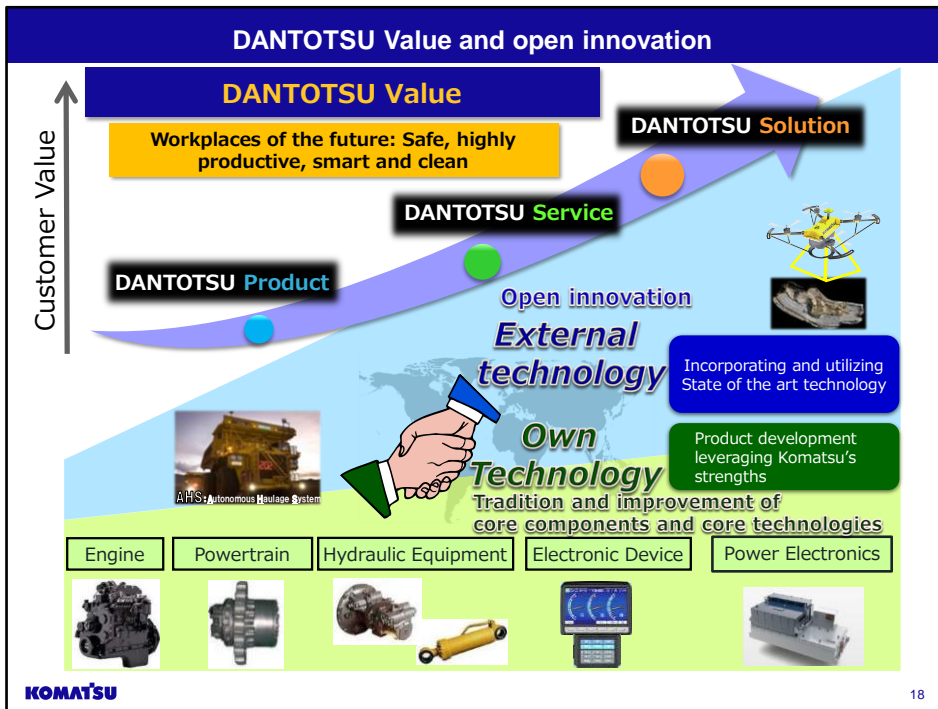 DANTOTSU Value and open innovation
Customer Value
DANTOTSU Value
Workplaces of the future: Safe, highly
productive, smart and clean
DANTOTSU Solution
DANTOTSU Service
DANTOTSU Product
Open innovation
External
technology
Incorporating and utilizing
State of the art technology
Own
Technology
Product development
leveraging Komatsu's
strengths
Tradition and improvement of
core components and core technologies
202
AHS:Autonomous Haulage System
Engine
Powertrain
Hydraulic Equipment
Electronic Device
Power Electronics
KOMATSU
18